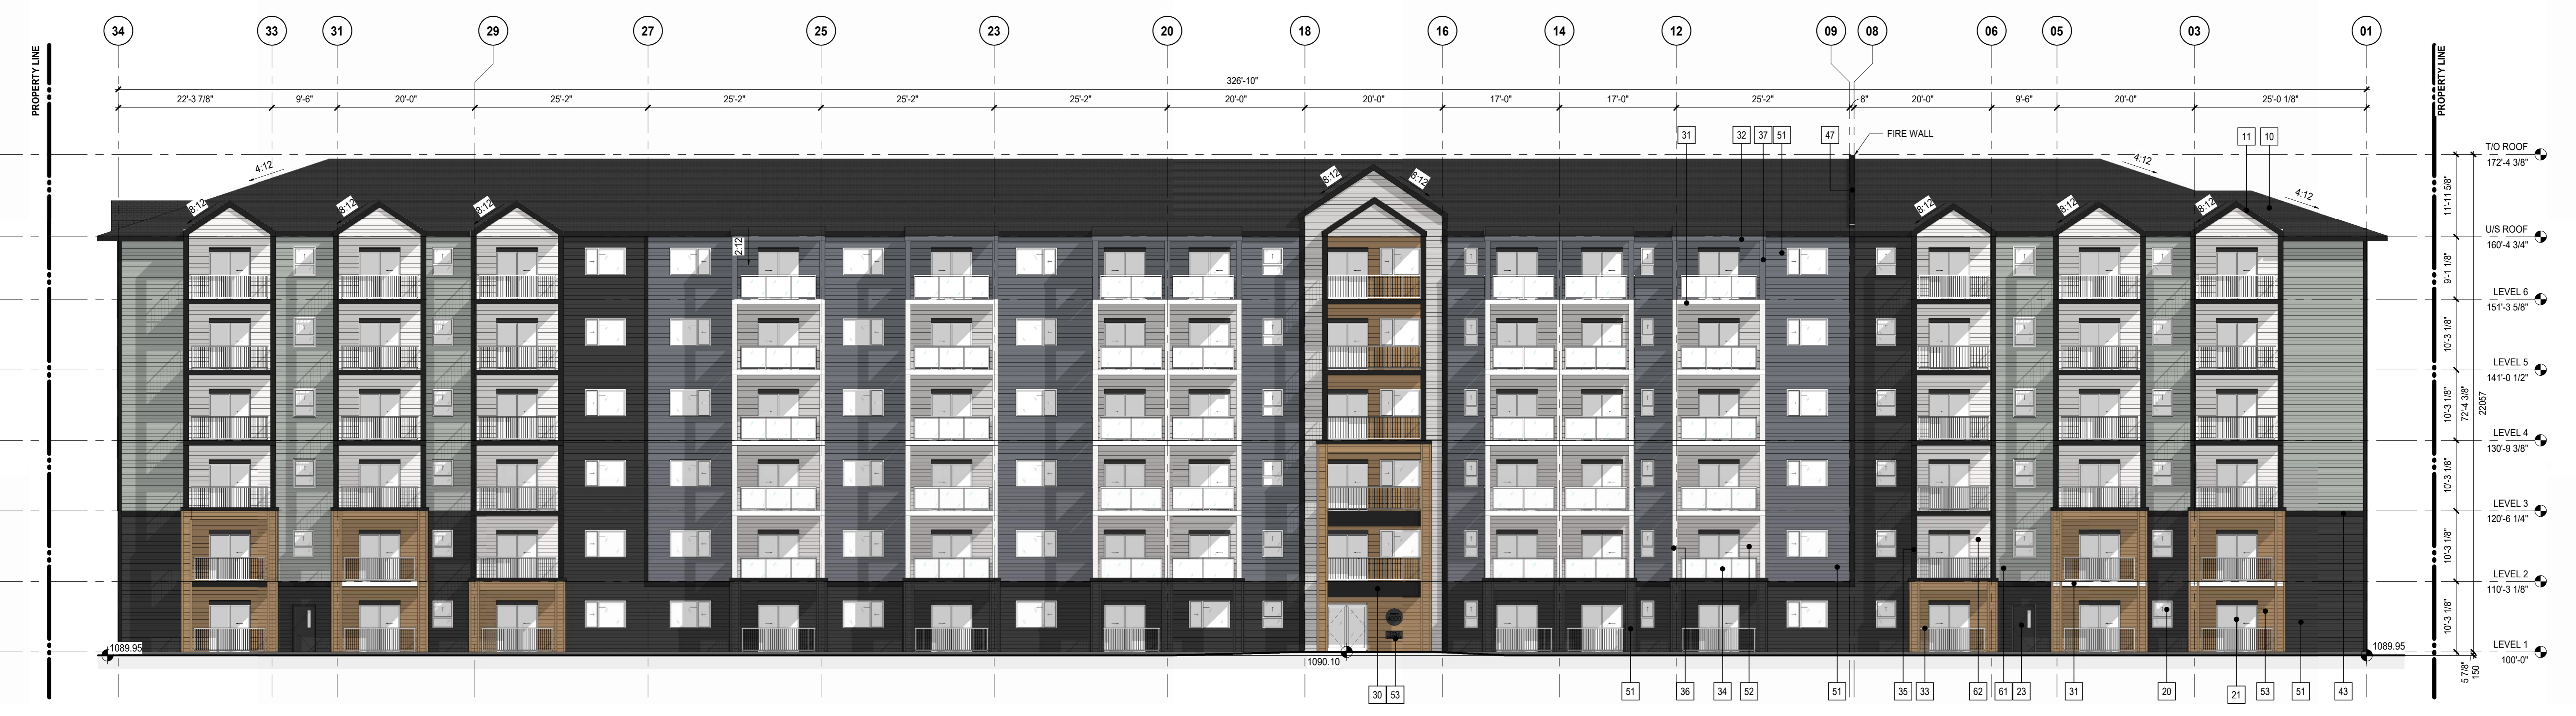 34 33 31 29 27 25 23 20 18 16 14 12 09 08 06 05 03 01
PROPERTY LINE
PROPERTY LINE
326'-10"
22'-3 7/8" 9'-6" 20'-0" 25'-2" 25'-2" 25'-2" 25'-2" 20'-0" 20'-0" 17'-0" 17'-0" 25'-2" 8" 20'-0" 9'-6" 20'-0" 25'-0 1/8"
31 32 37 51 47 FIRE WALL 11 10
T/O ROOF
172'-4 3/8"
4:12 4:12 4:12
8:12 8:12 8:12 8:12 8:12 8:12 8:12 8:12
2:12
11'-11 5/8"
U/S ROOF
160'-4 3/4"
9'-1 1/8"
LEVEL 6
151'-3 5/8"
10'-3 1/8"
LEVEL 5
141'-0 1/2"
10'-3 1/8"
72'-4 3/8"
22057
LEVEL 4
130'-9 3/8"
10'-3 1/8"
LEVEL 3
120'-6 1/4"
10'-3 1/8"
LEVEL 2
110'-3 1/8"
10'-3 1/8"
LEVEL 1
100'-0"
1089.95 1090.10 1089.95
5 7/8"
150
30 53 51 36 34 52 51 35 33 62 61 23 31 20 21 53 51 43